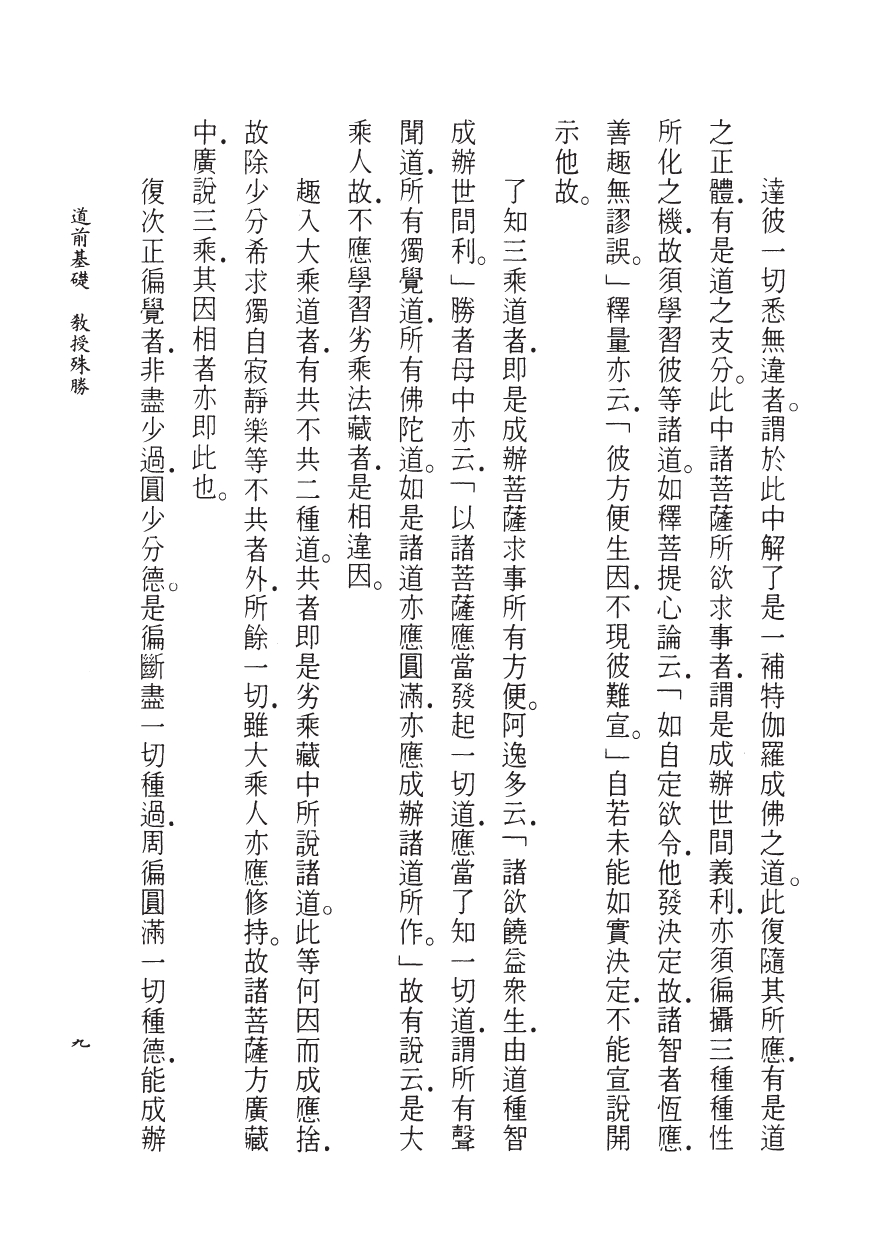 達彼一切悉無違者。謂於此中解了是一補特伽羅成佛之道。此復隨其所應．有是道
之正體．有是道之支分。此中諸菩薩所欲求事者．謂是成辦世間義利．亦須徧攝三種種性
所化之機．故須學習彼等諸道。如釋菩提心論云．「如自定欲令．他發決定故．諸智者恆應．
善趣無謬誤。」釋量亦云．「彼方便生因．不現彼難宣。」自若未能如實決定．不能宣說開
示他故。
了知三乘道者．即是成辦菩薩求事所有方便。阿逸多云．「諸欲饒益衆生．由道種智
成辦世間利。」勝者母中亦云．「以諸菩薩應當發起一切道．應當了知一切道．謂所有聲
聞道．所有獨覺道．所有佛陀道。如是諸道亦應圓滿．亦應成辦諸道所作。」故有說云．是大
乘人故．不應學習劣乘法藏者．是相違因。
趣入大乘道者．有共不共二種道。共者即是劣乘藏中所說諸道。此等何因而成應捨．
故除少分希求獨自寂靜樂等不共者外．所餘一切．雖大乘人亦應修持。故諸菩薩方廣藏
中．廣說三乘．其因相者亦即此也。
復次正徧覺者．非盡少過．圓少分德。是徧斷盡一切種過．周徧圓滿一切種德．能成辦
道前基礎　教授殊勝
九